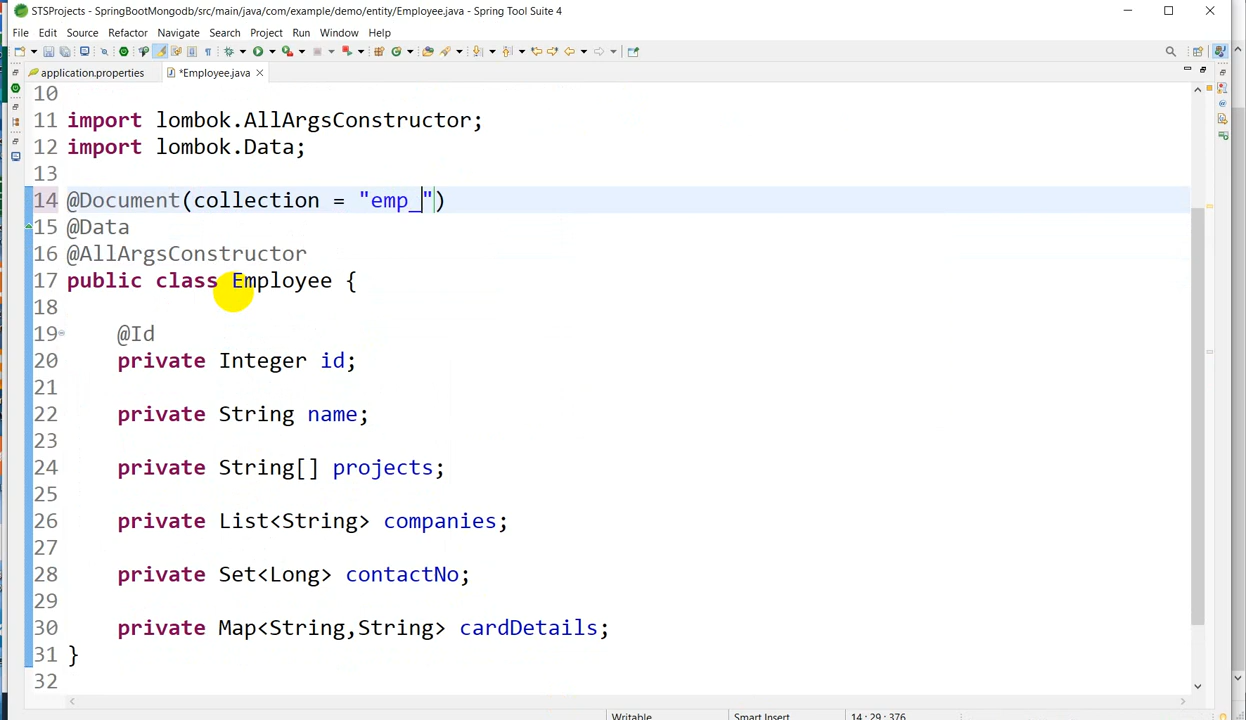 STSProjects - SpringBootMongodb/src/main/java/com/example/demo/entity/Employee.java - Spring Tool Suite 4
File Edit Source Refactor Navigate Search Project Run Window Help
application.properties *Employee.java
10
11 import lombok.AllArgsConstructor;
12 import lombok.Data;
13
14 @Document(collection = "emp_")
15 @Data
16 @AllArgsConstructor
17 public class Employee {
18
19 @Id
20 private Integer id;
21
22 private String name;
23
24 private String[] projects;
25
26 private List<String> companies;
27
28 private Set<Long> contactNo;
29
30 private Map<String,String> cardDetails;
31 }
32
Writable Smart Insert 14 : 29 : 376